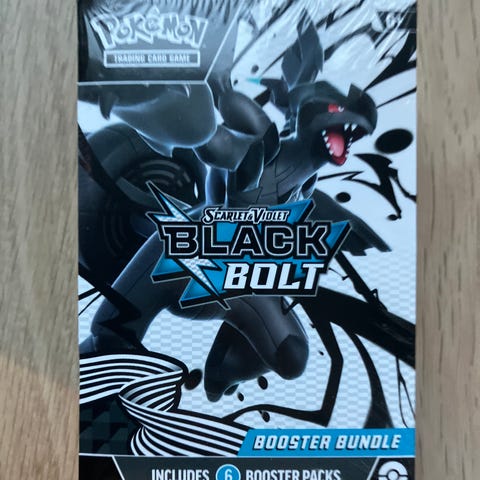 POKÉMON
TRADING CARD GAME
SCARLET & VIOLET
BLACK
BOLT
BOOSTER BUNDLE
INCLUDES 6 BOOSTER PACKS